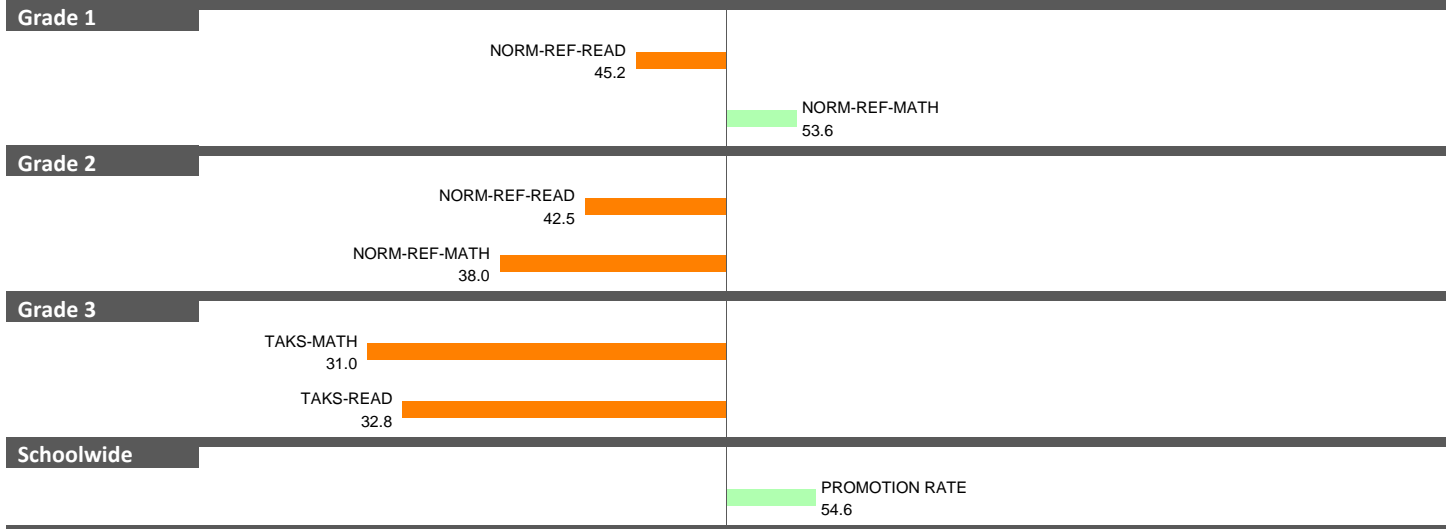 Grade 1
NORM-REF-READ
45.2
NORM-REF-MATH
53.6
Grade 2
NORM-REF-READ
42.5
NORM-REF-MATH
38.0
Grade 3
TAKS-MATH
31.0
TAKS-READ
32.8
Schoolwide
PROMOTION RATE
54.6